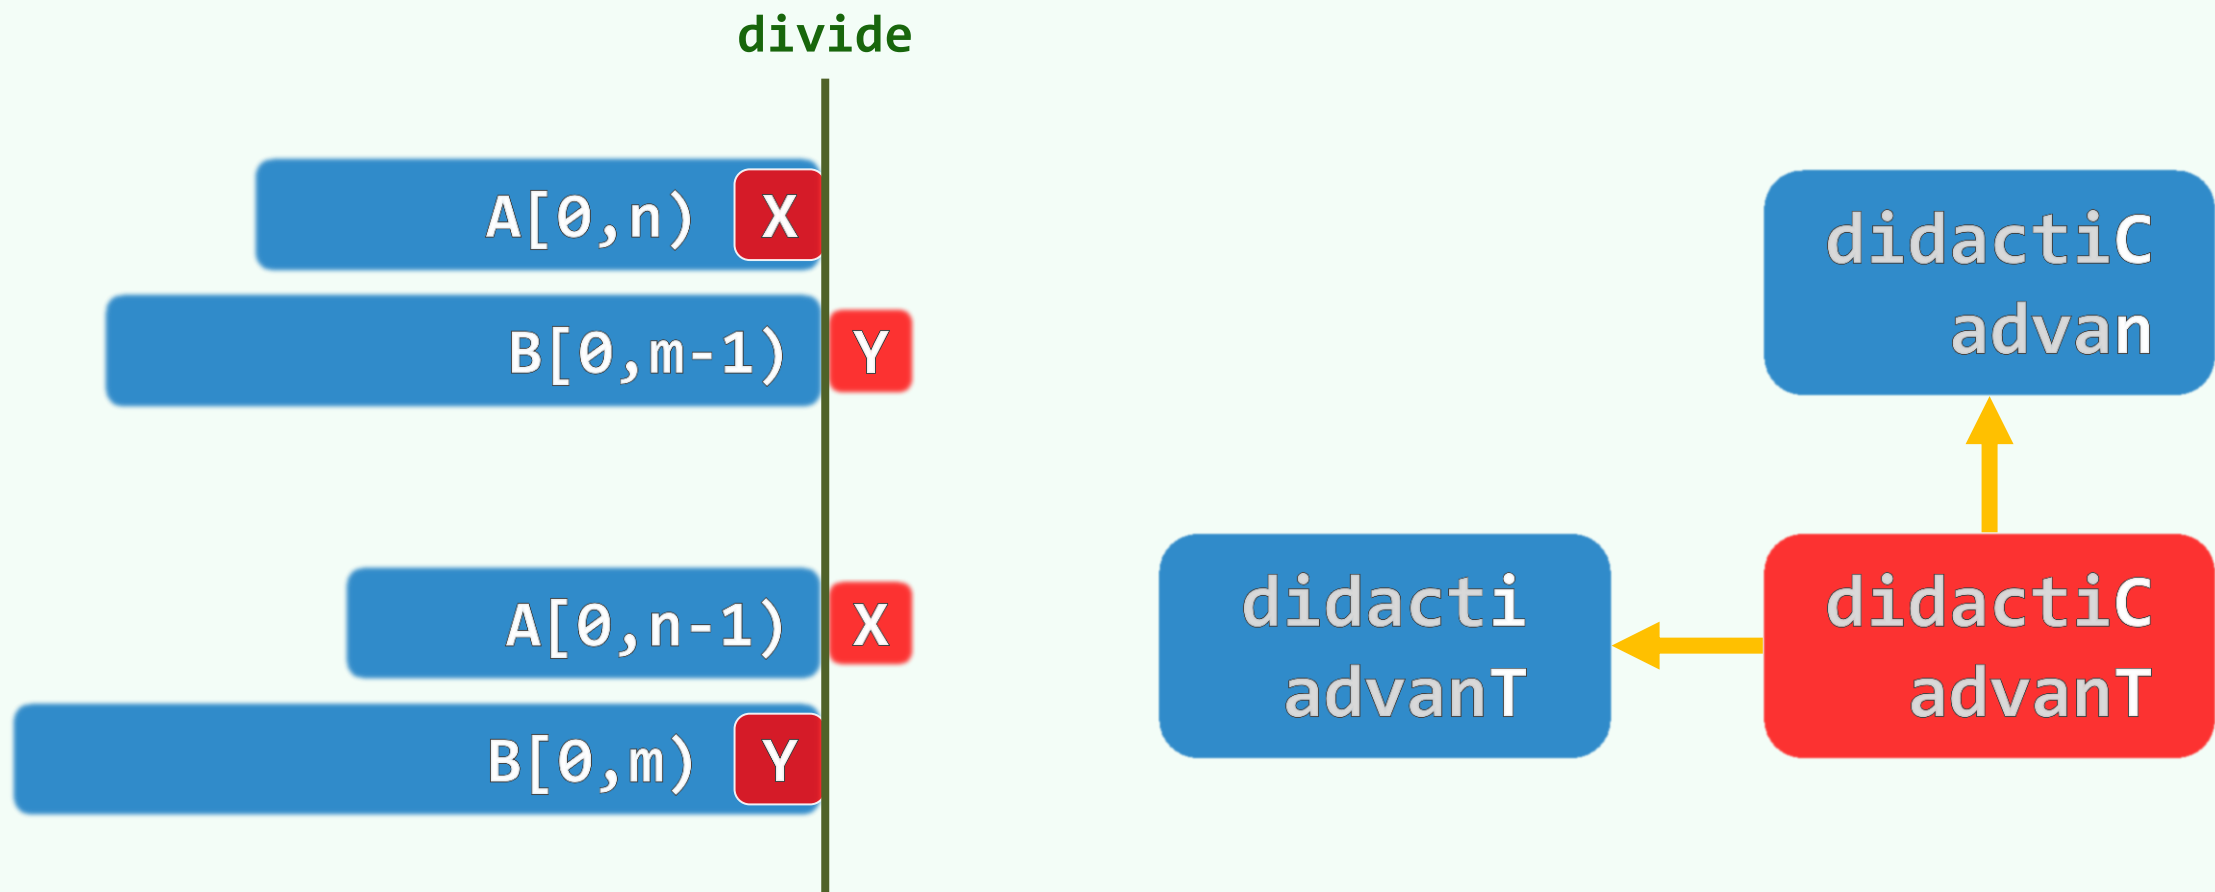 divide
A[0,n) X
B[0,m-1) Y
A[0,n-1) X
B[0,m) Y
didactiC
advan
didacti
advanT
didactiC
advanT